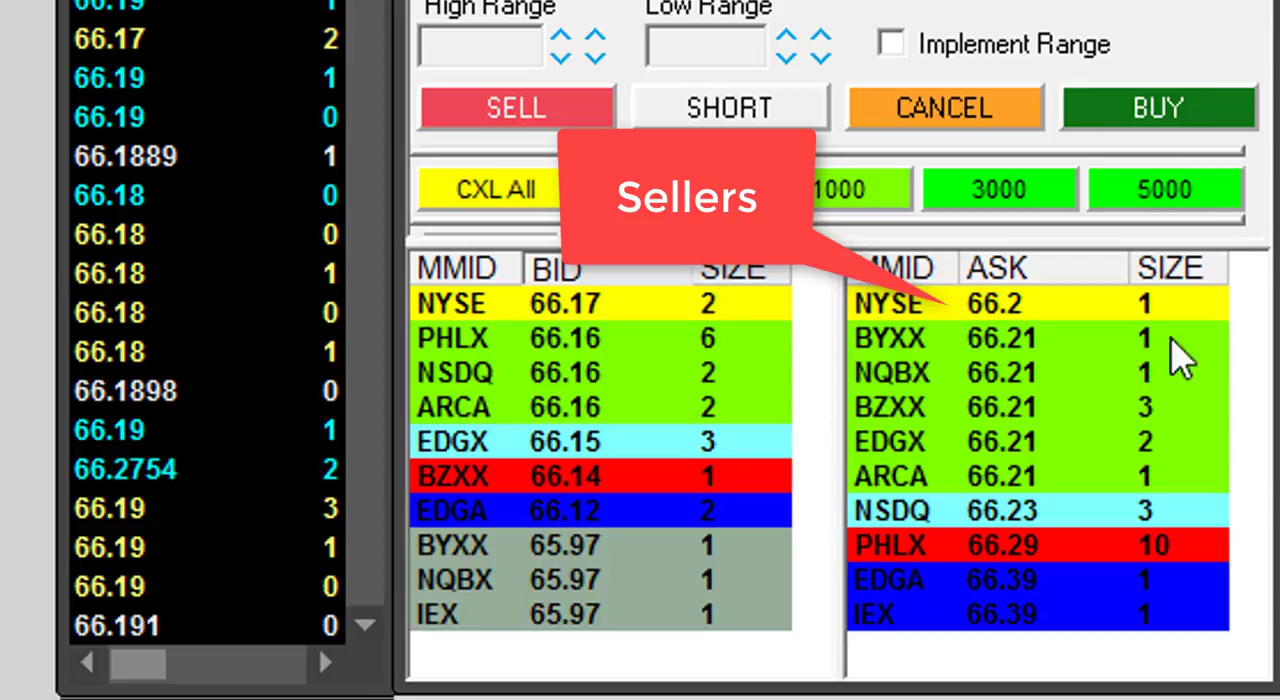 66.19 1
66.17 2
66.19 1
66.19 0
66.1889 1
66.18 0
66.18 0
66.18 1
66.18 0
66.18 1
66.1898 0
66.19 1
66.2754 2
66.19 3
66.19 1
66.19 0
66.191 0
High Range Low Range
Implement Range
SELL SHORT CANCEL BUY
CXL All 1000 3000 5000
Sellers
MMID BID SIZE
NYSE 66.17 2
PHLX 66.16 6
NSDQ 66.16 2
ARCA 66.16 2
EDGX 66.15 3
BZXX 66.14 1
EDGA 66.12 2
BYXX 65.97 1
NQBX 65.97 1
IEX 65.97 1
MMID ASK SIZE
NYSE 66.2 1
BYXX 66.21 1
NQBX 66.21 1
BZXX 66.21 3
EDGX 66.21 2
ARCA 66.21 1
NSDQ 66.23 3
PHLX 66.29 10
EDGA 66.39 1
IEX 66.39 1